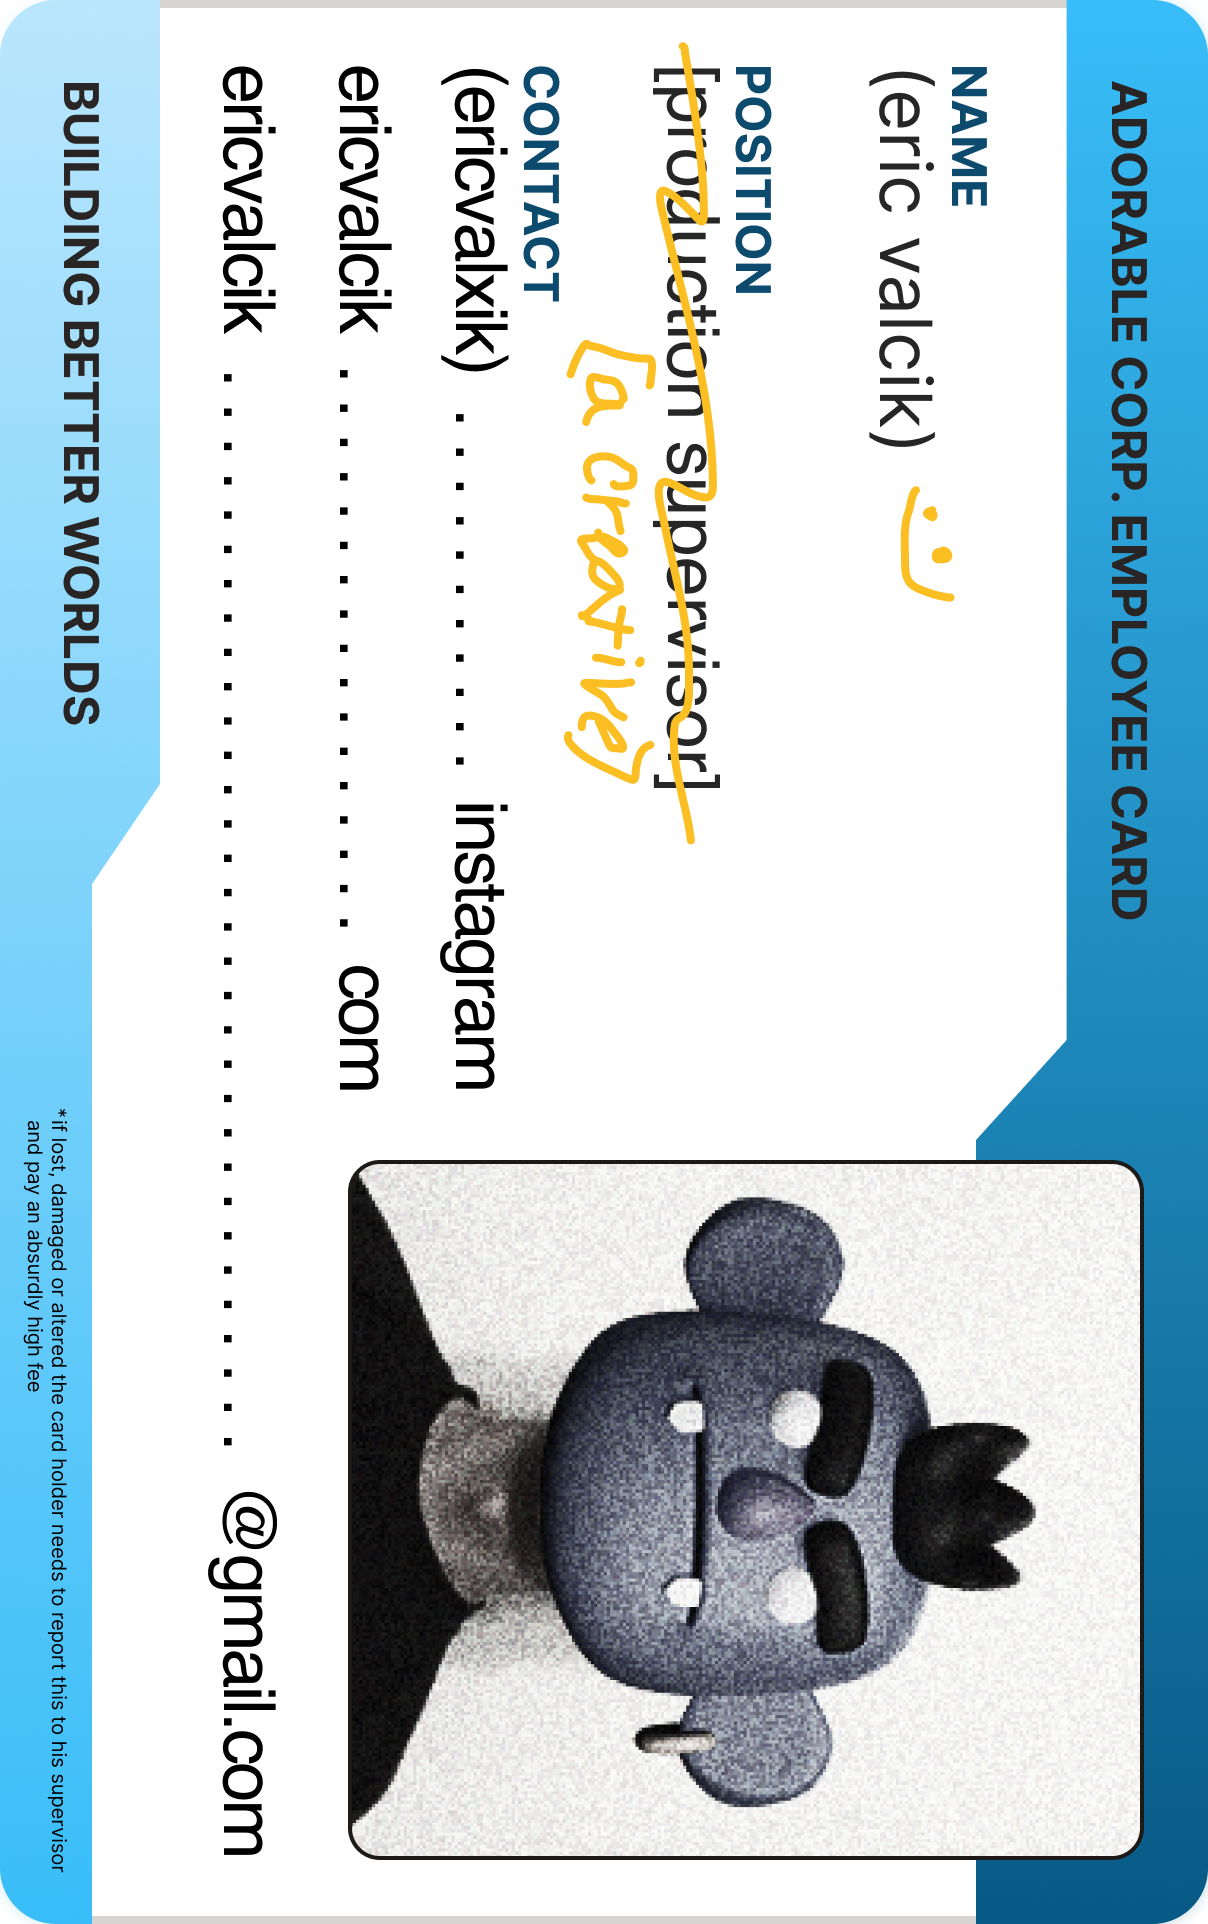 ADORABLE CORP. EMPLOYEE CARD
NAME
(eric valcik) :)
POSITION
[production supervisor]
[a creative]
CONTACT
(ericvalxik) . . . . . . . . . . . instagram
ericvalcik . . . . . . . . . . . . . . . . . com
ericvalcik . . . . . . . . . . . . . . . . . . . . . . . . . . . . . . . . @gmail.com
BUILDING BETTER WORLDS
*if lost, damaged or altered the card holder needs to report this to his supervisor
and pay an absurdly high fee